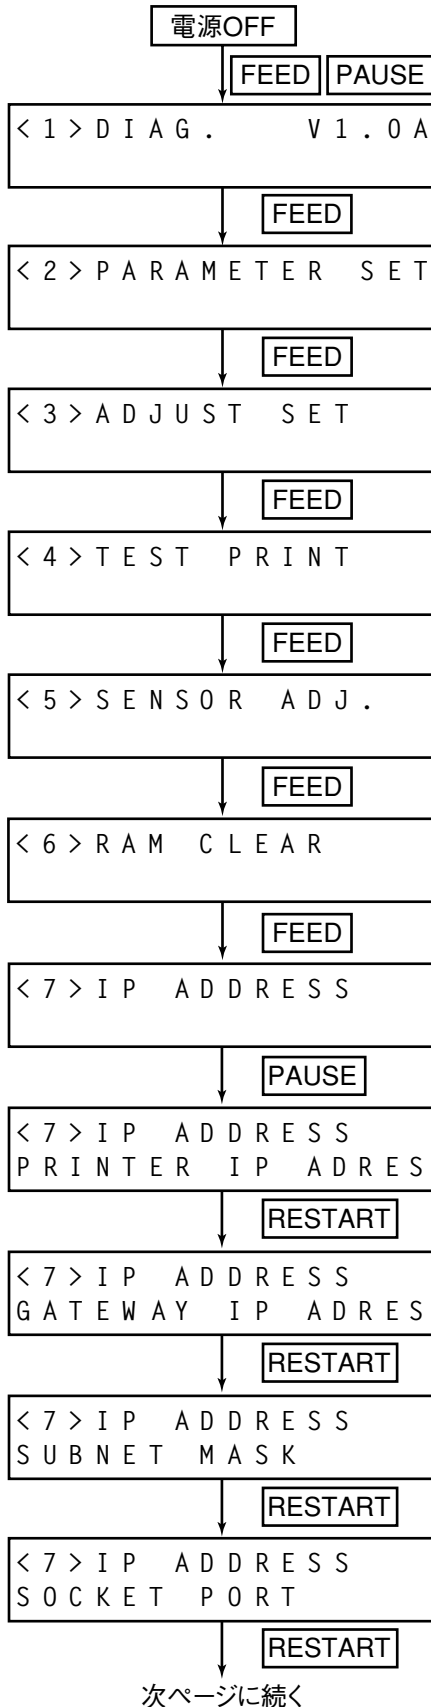 電源OFF
FEED PAUSE
<1>DIAG. V1.0A
FEED
<2>PARAMETER SET
FEED
<3>ADJUST SET
FEED
<4>TEST PRINT
FEED
<5>SENSOR ADJ.
FEED
<6>RAM CLEAR
FEED
<7>IP ADDRESS
PAUSE
<7>IP ADDRESS
PRINTER IP ADRES
RESTART
<7>IP ADDRESS
GATEWAY IP ADRES
RESTART
<7>IP ADDRESS
SUBNET MASK
RESTART
<7>IP ADDRESS
SOCKET PORT
RESTART
次ページに続く